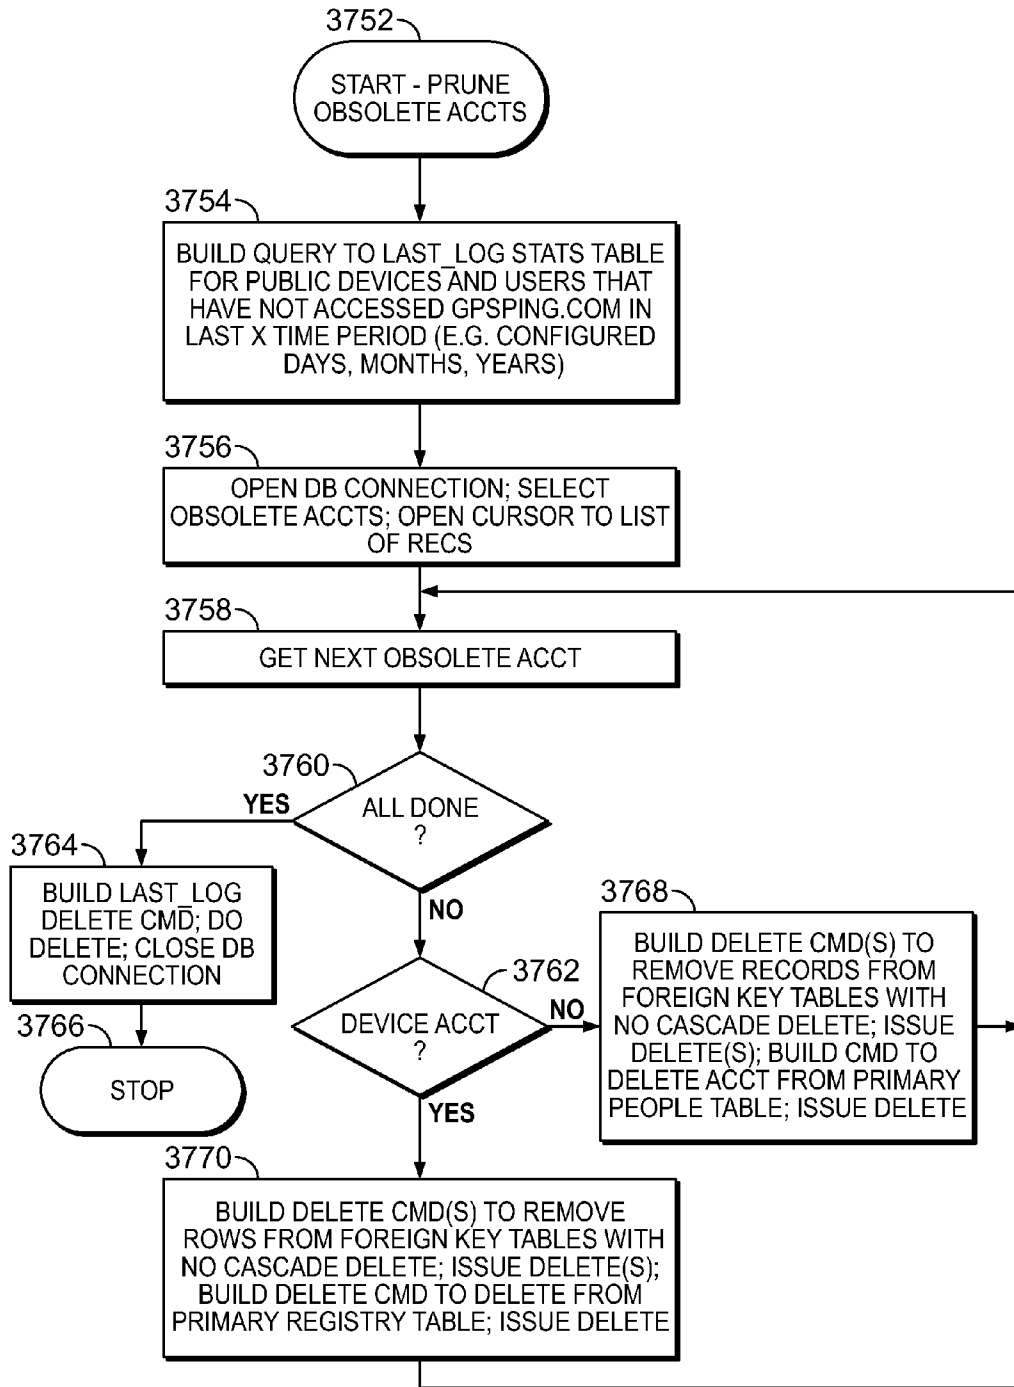 3752
START - PRUNE
OBSOLETE ACCTS
3754
BUILD QUERY TO LAST_LOG STATS TABLE
FOR PUBLIC DEVICES AND USERS THAT
HAVE NOT ACCESSED GPSPING.COM IN
LAST X TIME PERIOD (E.G. CONFIGURED
DAYS, MONTHS, YEARS)
3756
OPEN DB CONNECTION; SELECT
OBSOLETE ACCTS; OPEN CURSOR TO LIST
OF RECS
3758
GET NEXT OBSOLETE ACCT
3760
ALL DONE
?
YES
NO
3764
BUILD LAST_LOG
DELETE CMD; DO
DELETE; CLOSE DB
CONNECTION
3766
STOP
3762
DEVICE ACCT
?
NO
YES
3768
BUILD DELETE CMD(S) TO
REMOVE RECORDS FROM
FOREIGN KEY TABLES WITH
NO CASCADE DELETE; ISSUE
DELETE(S); BUILD CMD TO
DELETE ACCT FROM PRIMARY
PEOPLE TABLE; ISSUE DELETE
3770
BUILD DELETE CMD(S) TO REMOVE
ROWS FROM FOREIGN KEY TABLES WITH
NO CASCADE DELETE; ISSUE DELETE(S);
BUILD DELETE CMD TO DELETE FROM
PRIMARY REGISTRY TABLE; ISSUE DELETE